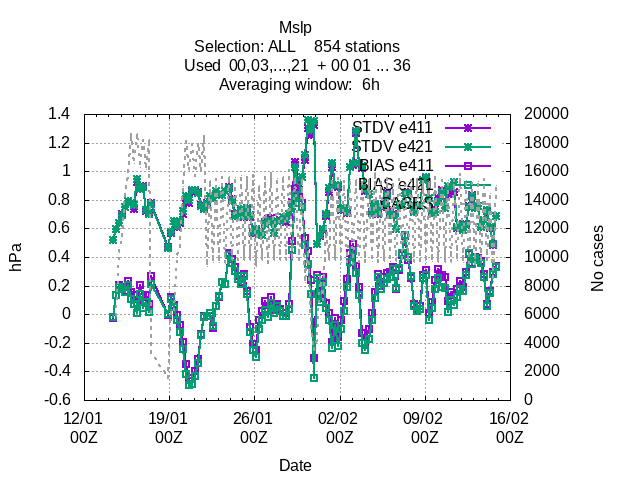 Mslp
Selection: ALL 854 stations
Used 00,03,...,21 + 00 01 ... 36
Averaging window: 6h
1.4
1.2
1
0.8
0.6
0.4
0.2
0
-0.2
-0.4
-0.6
hPa
20000
18000
16000
14000
12000
10000
8000
6000
4000
2000
0
No cases
STDV e411
STDV e421
BIAS e411
BIAS e421
CASES
12/01 19/01 26/01 02/02 09/02 16/02
00Z 00Z 00Z 00Z 00Z 00Z
Date